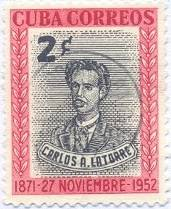 CUBA CORREOS
2¢
CARLOS A. LATORRE
1871-27 NOVIEMBRE-1952